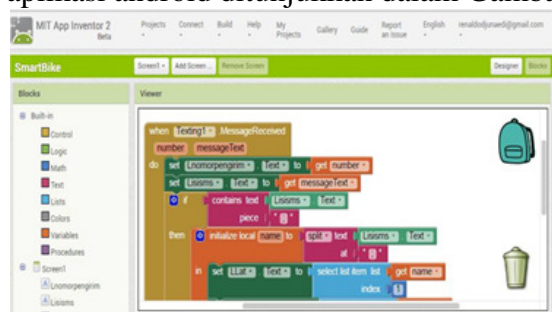 aplikasi android ditunjukkan dalam Gambar
MIT App Inventor 2
Beta
Projects Connect Build Help My Projects Gallery Guide Report an Issue English renaldodjunaedi@gmail.com
SmartBike Screen1 Add Screen ... Remove Screen Designer Blocks
Blocks Viewer
Built-in
Control
Logic
Math
Text
Lists
Colors
Variables
Procedures
Screen1
Lnomorpengirim
Lisisms
when Texting1 .MessageReceived
number messageText
do set Lnomorpengirim . Text to get number
set Lisisms . Text to get messageText
if contains text Lisisms . Text
piece
then initialize local name to split text Lisisms . Text
at
in set LLat . Text to select list item list get name
index 1